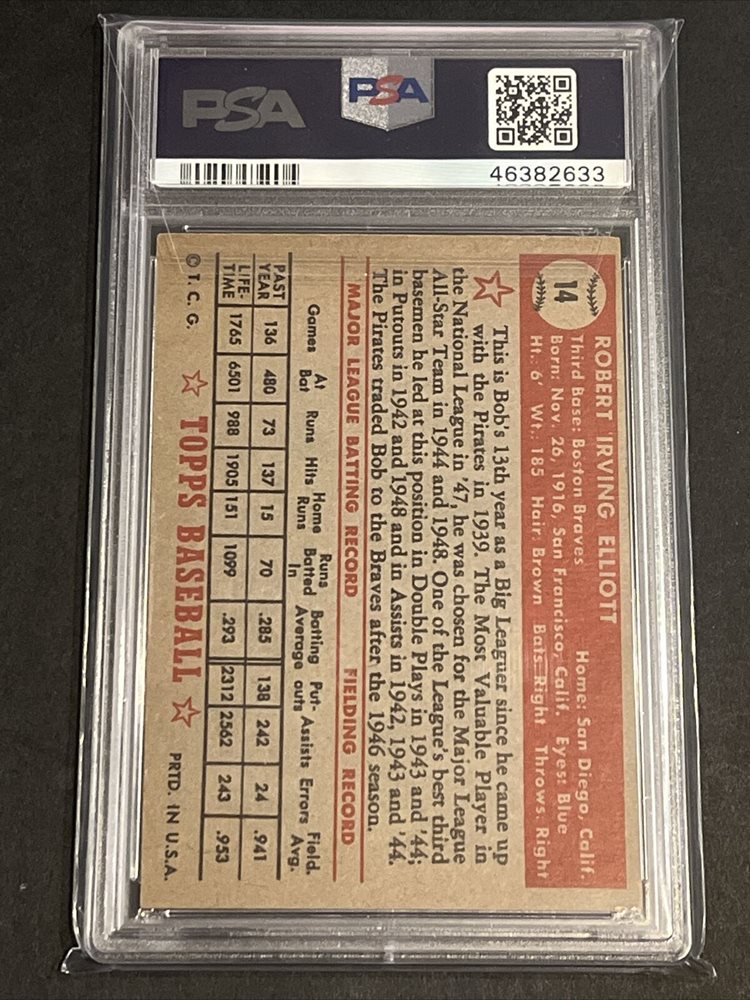 PSA
PSA
46382633
14
ROBERT IRVING ELLIOTT
Third Base: Boston Braves Home: San Diego, Calif.
Born: Nov. 26, 1916, San Francisco, Calif. Eyes: Blue
Ht.: 6' Wt.: 185 Hair: Brown Bats: Right Throws: Right
This is Bob's 13th year as a Big Leaguer since he came up
with the Pirates in 1939. The Most Valuable Player in
the National League in '47, he was chosen for the Major League
All-Star Team in 1944 and 1948. One of the League's best third
basemen he led at this position in Double Plays in 1943 and '44;
in Putouts in 1942 and 1948 and in Assists in 1942, 1943 and '44.
The Pirates traded Bob to the Braves after the 1946 season.
MAJOR LEAGUE BATTING RECORD FIELDING RECORD
Games At Bat Runs Hits Home Runs Runs Batted In Batting Average Put-outs Assists Errors Field. Avg.
PAST YEAR 136 480 73 137 15 70 .285 138 242 24 .941
LIFE-TIME 1765 6501 988 1905 151 1099 .293 2312 2562 243 .953
© T. C. G. TOPPS BASEBALL PRTD. IN U.S.A.